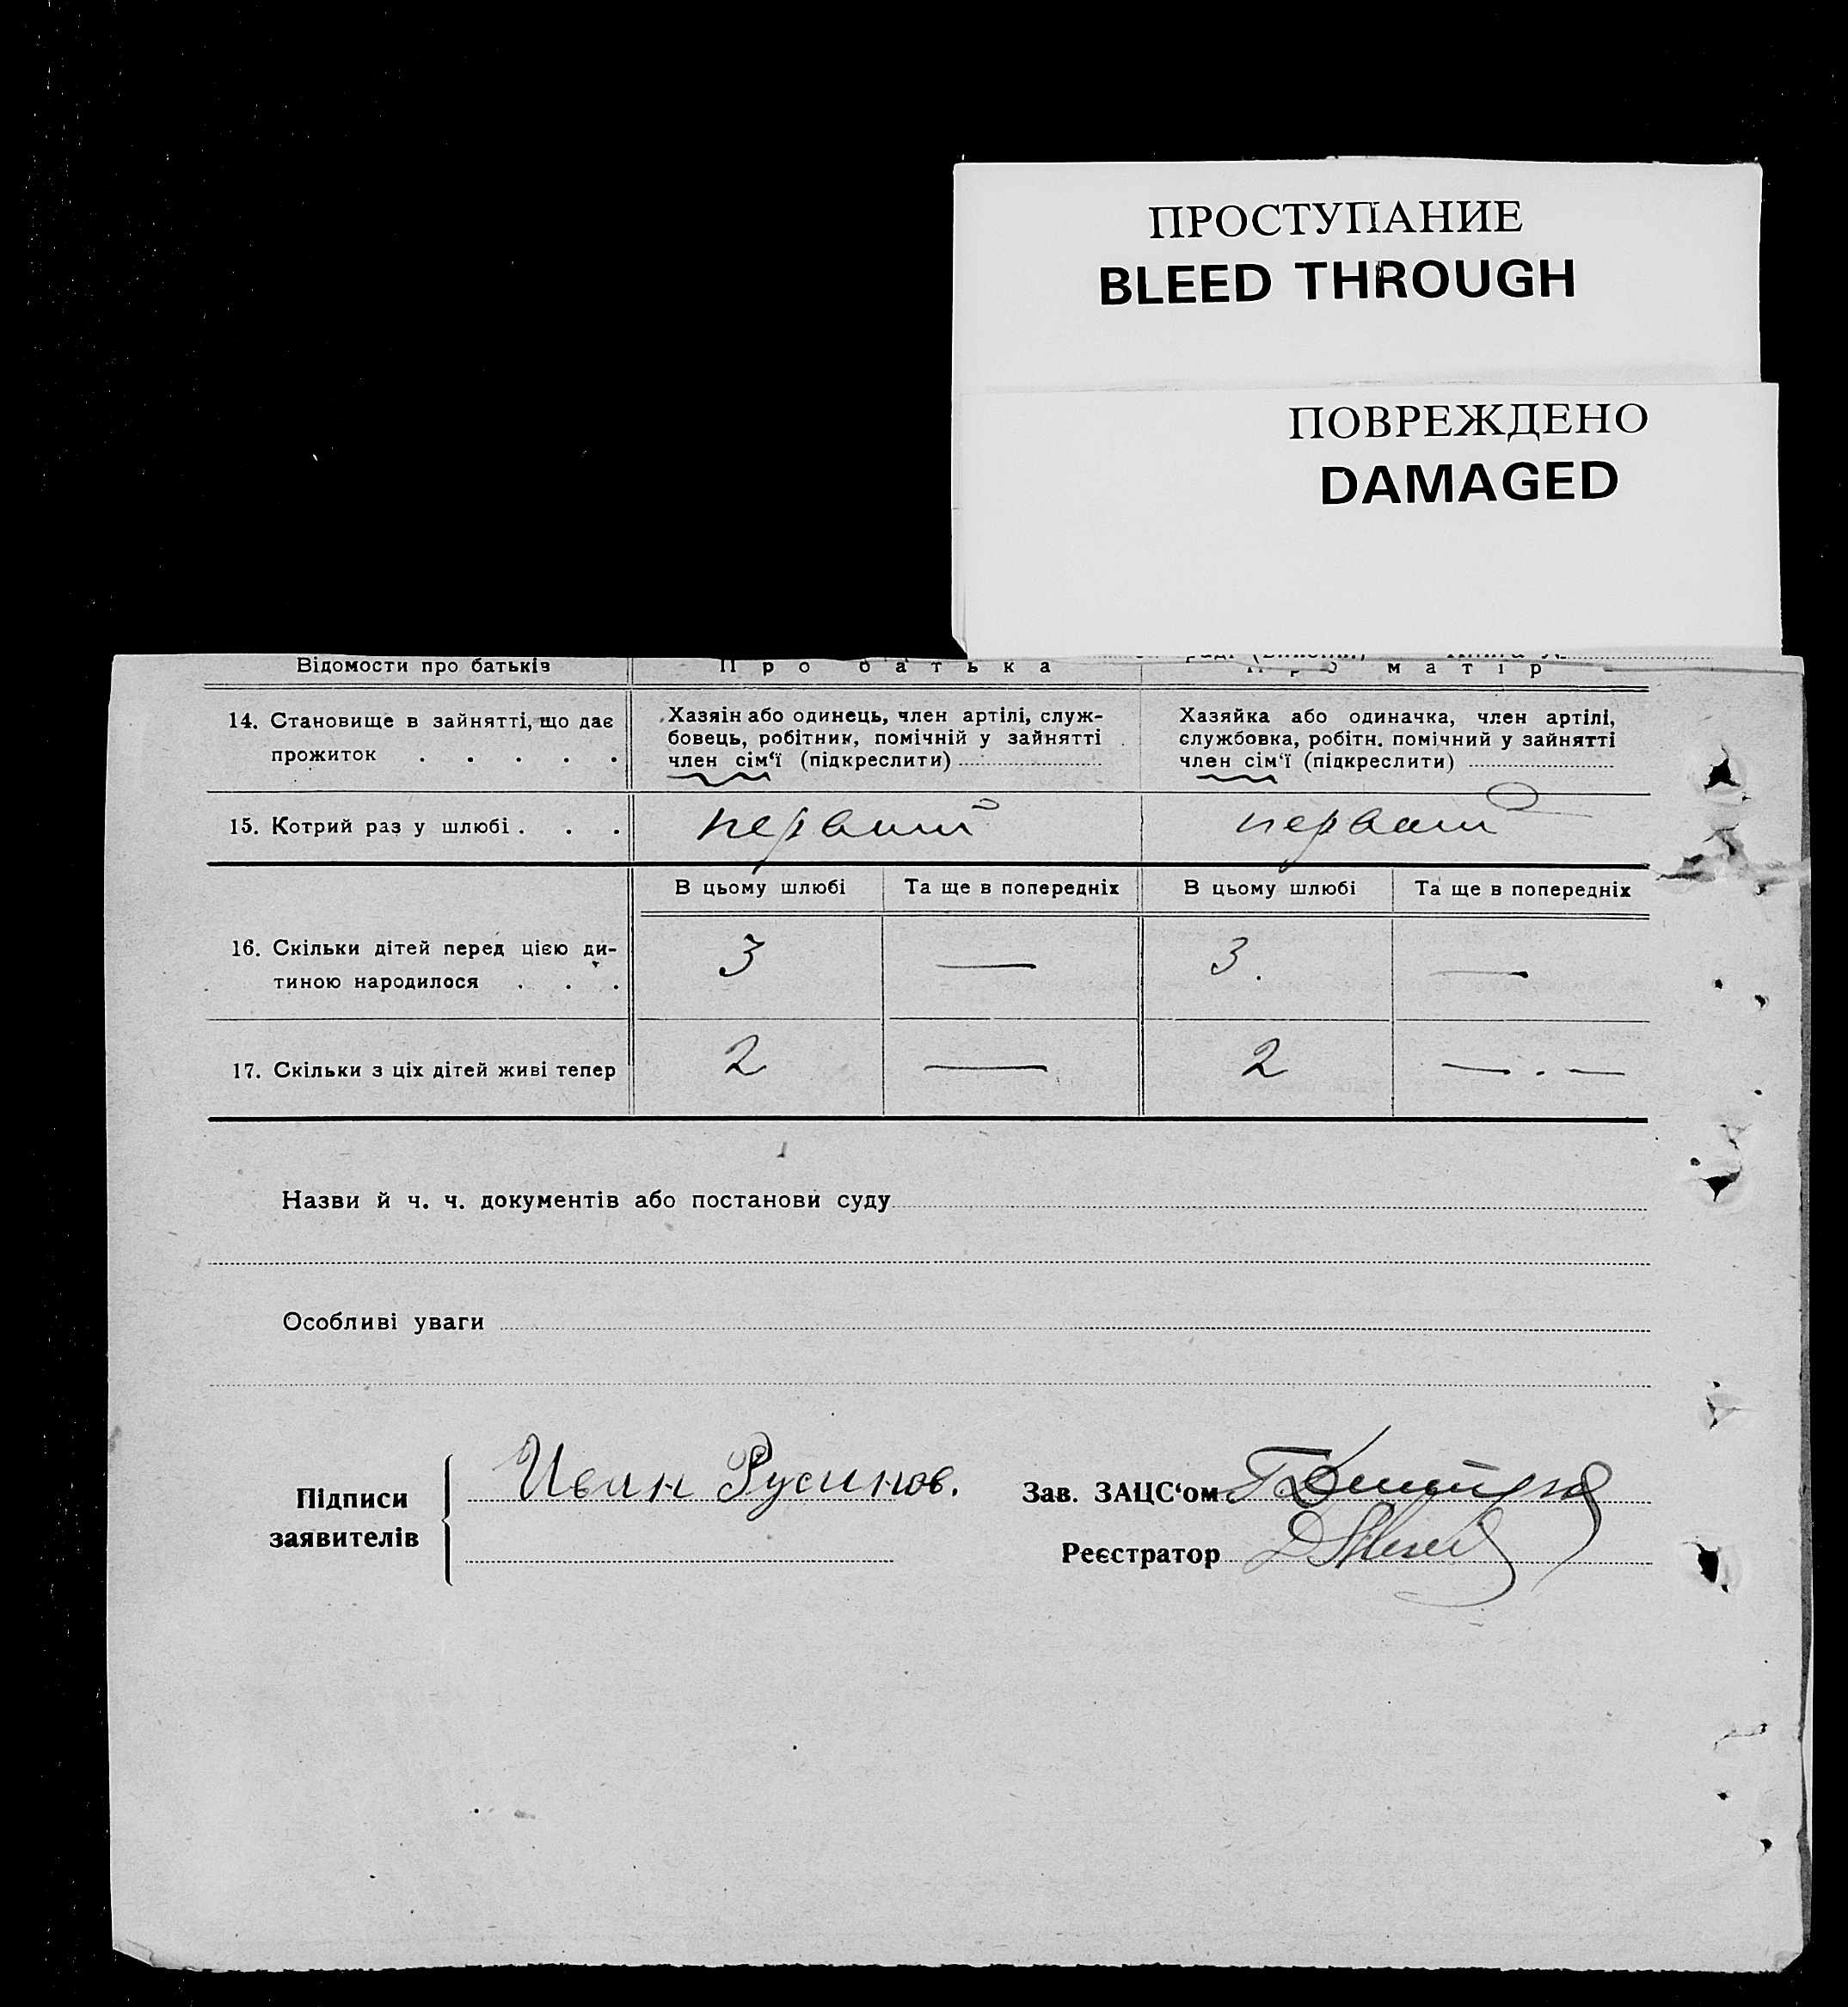 ПРОСТУПАНИЕ
BLEED THROUGH
ПОВРЕЖДЕНО
DAMAGED
Відомости про батьків Про батька Про матір
14. Становище в зайнятті, що дає
прожиток . . . . .
Хазяін або одинець, член артілі, служ-
бовець, робітник, помічній у зайнятті
член сім‘ї (підкреслити)
Хазяйка або одиначка, член артілі,
службовка, робітн. помічний у зайнятті
член сім‘ї (підкреслити)
15. Котрий раз у шлюбі . . . первий первий
В цьому шлюбі Та ще в попередніх В цьому шлюбі Та ще в попередніх
16. Скільки дітей перед цією ди-
тиною народилося . . .
3 — 3. —
17. Скільки з ціх дітей живі тепер 2 — 2 — . —
Назви й ч. ч. документів або постанови суду
Особливі уваги
Підписи
заявителів
Иван Русинов.
Зав. ЗАЦС‘ом
Реєстратор